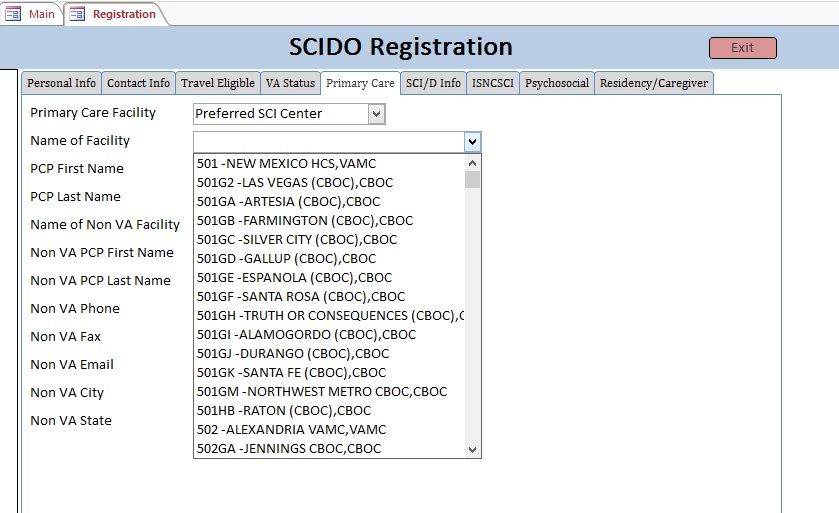 Main Registration
SCIDO Registration Exit
Personal Info Contact Info Travel Eligible VA Status Primary Care SCI/D Info ISNCSCI Psychosocial Residency/Caregiver
Primary Care Facility Preferred SCI Center
Name of Facility
PCP First Name
PCP Last Name
Name of Non VA Facility
Non VA PCP First Name
Non VA PCP Last Name
Non VA Phone
Non VA Fax
Non VA Email
Non VA City
Non VA State
501 -NEW MEXICO HCS,VAMC
501G2 -LAS VEGAS (CBOC),CBOC
501GA -ARTESIA (CBOC),CBOC
501GB -FARMINGTON (CBOC),CBOC
501GC -SILVER CITY (CBOC),CBOC
501GD -GALLUP (CBOC),CBOC
501GE -ESPANOLA (CBOC),CBOC
501GF -SANTA ROSA (CBOC),CBOC
501GH -TRUTH OR CONSEQUENCES (CBOC),C
501GI -ALAMOGORDO (CBOC),CBOC
501GJ -DURANGO (CBOC),CBOC
501GK -SANTA FE (CBOC),CBOC
501GM -NORTHWEST METRO CBOC,CBOC
501HB -RATON (CBOC),CBOC
502 -ALEXANDRIA VAMC,VAMC
502GA -JENNINGS CBOC,CBOC